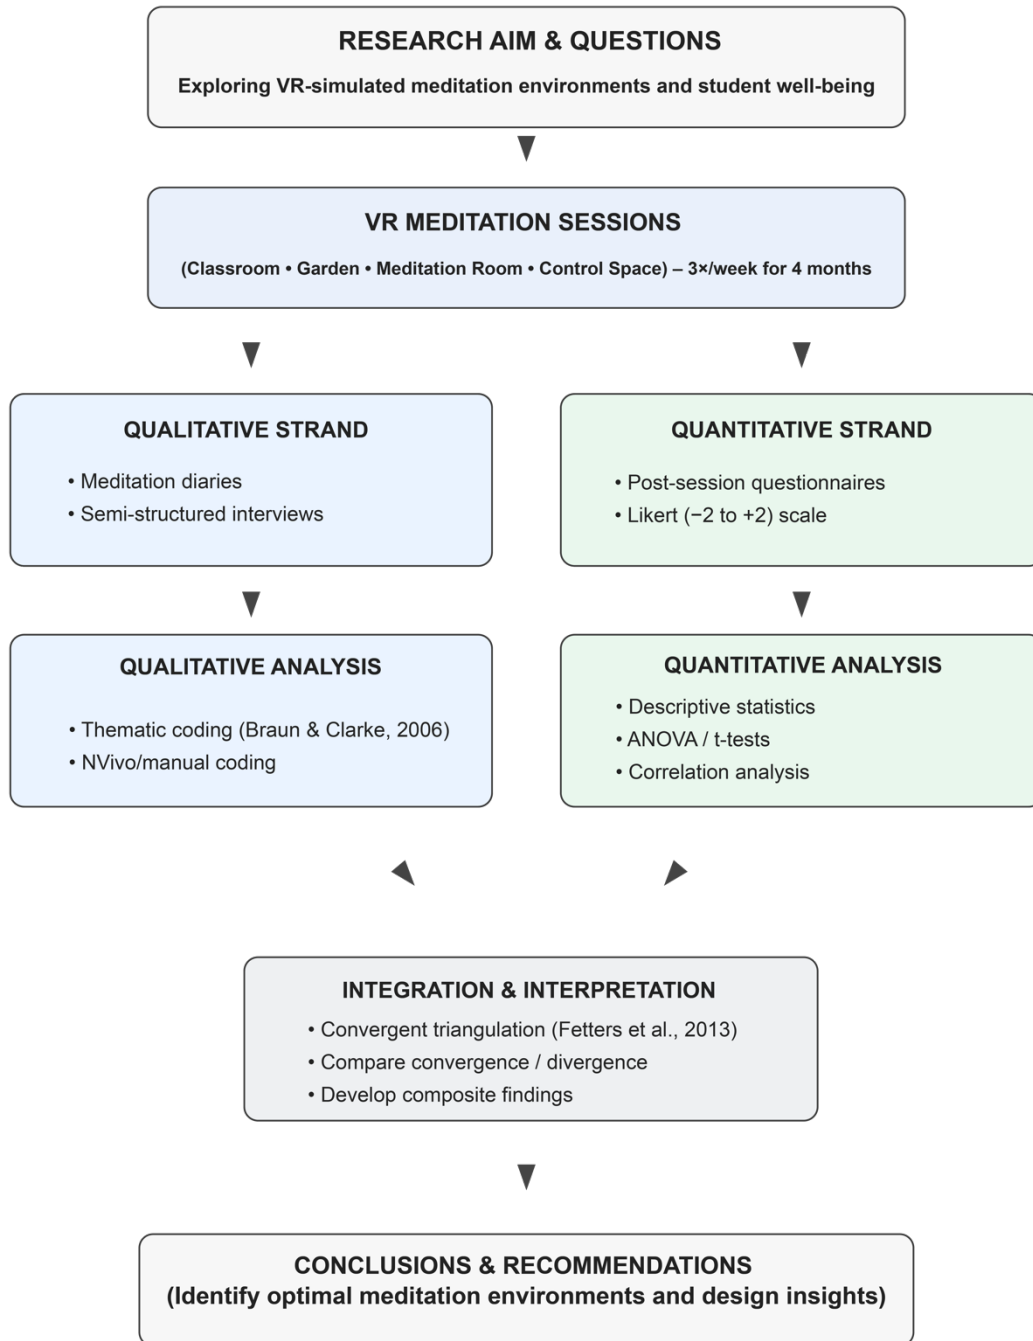 RESEARCH AIM & QUESTIONS
Exploring VR-simulated meditation environments and student well-being
VR MEDITATION SESSIONS
(Classroom • Garden • Meditation Room • Control Space) – 3×/week for 4 months
QUALITATIVE STRAND
• Meditation diaries
• Semi-structured interviews
QUANTITATIVE STRAND
• Post-session questionnaires
• Likert (−2 to +2) scale
QUALITATIVE ANALYSIS
• Thematic coding (Braun & Clarke, 2006)
• NVivo/manual coding
QUANTITATIVE ANALYSIS
• Descriptive statistics
• ANOVA / t-tests
• Correlation analysis
INTEGRATION & INTERPRETATION
• Convergent triangulation (Fetters et al., 2013)
• Compare convergence / divergence
• Develop composite findings
CONCLUSIONS & RECOMMENDATIONS
(Identify optimal meditation environments and design insights)